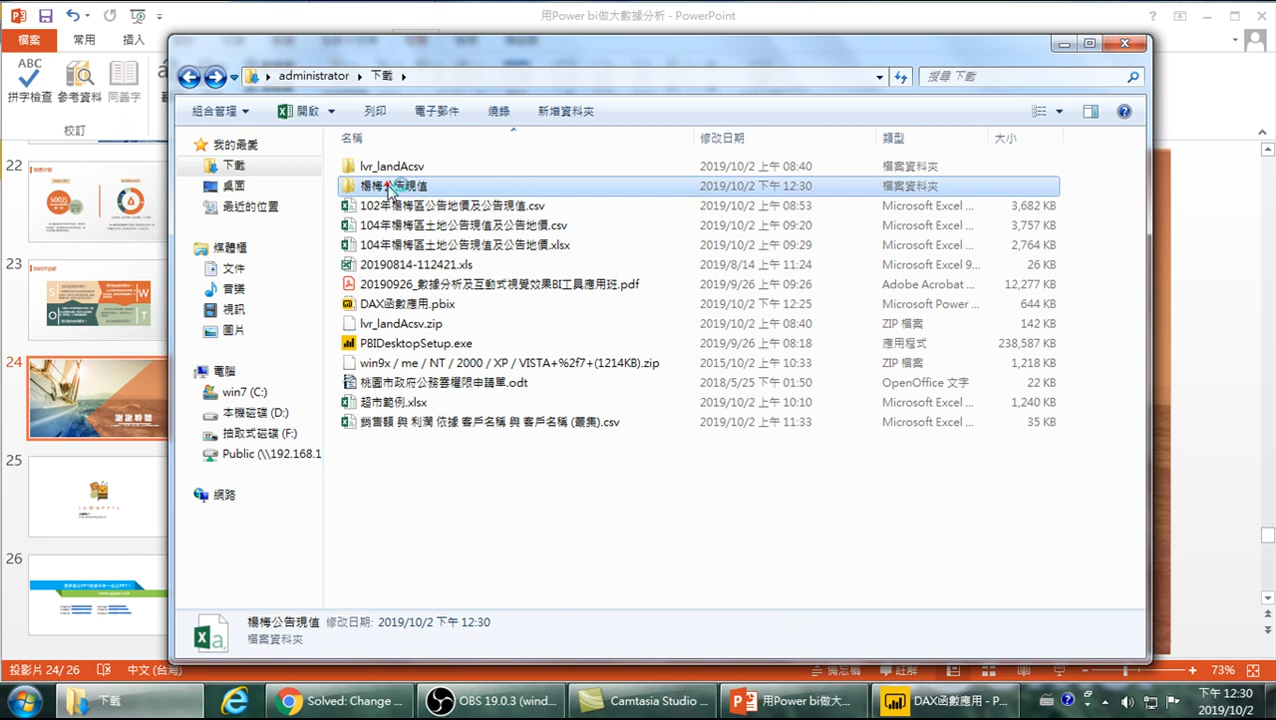 用Power bi做大數據分析 - PowerPoint
檔案
常用
插入
ABC
拼字檢查
參考資料
同義字
校訂
administrator
下載
搜尋 下載
組合管理
開啟
列印
電子郵件
燒錄
新增資料夾
我的最愛
下載
桌面
最近的位置
媒體櫃
文件
音樂
視訊
圖片
電腦
win7 (C:)
本機磁碟 (D:)
抽取式磁碟 (F:)
Public (\\192.168.1
網路
名稱 修改日期 類型 大小
lvr_landAcsv 2019/10/2 上午 08:40 檔案資料夾
楊梅公告現值 2019/10/2 下午 12:30 檔案資料夾
102年楊梅區公告地價及公告現值.csv 2019/10/2 上午 08:53 Microsoft Excel ... 3,682 KB
104年楊梅區土地公告現值及公告地價.csv 2019/10/2 上午 09:28 Microsoft Excel ... 3,757 KB
104年楊梅區土地公告現值及公告地價.xlsx 2019/10/2 上午 09:29 Microsoft Excel ... 2,764 KB
20190814-112421.xls 2019/8/14 上午 11:24 Microsoft Excel 9... 26 KB
20190926_數據分析及互動式視覺效果BI工具應用班.pdf 2019/9/26 上午 09:26 Adobe Acrobat ... 12,277 KB
DAX函數應用.pbix 2019/10/2 下午 12:25 Microsoft Power ... 644 KB
lvr_landAcsv.zip 2019/10/2 上午 08:40 ZIP 檔案 142 KB
PBIDesktopSetup.exe 2019/9/26 上午 08:18 應用程式 238,587 KB
win9x / me / NT / 2000 / XP / VISTA+%2f7+(1214KB).zip 2015/10/2 上午 10:33 ZIP 檔案 1,218 KB
桃園市政府公務雲權限申請單.odt 2018/5/25 下午 01:50 OpenOffice 文字 22 KB
超市範例.xlsx 2019/10/2 上午 10:10 Microsoft Excel ... 1,240 KB
銷售額 與 利潤 依據 客戶名稱 與 客戶名稱 (叢集).csv 2019/10/2 上午 11:33 Microsoft Excel ... 35 KB
楊梅公告現值 修改日期: 2019/10/2 下午 12:30
檔案資料夾
22
23
SWOT分析
S W
O T
24
謝謝聆聽
25
26
投影片 24/26
中文 (台灣)
備忘稿
註解
73%
下載
Solved: Change ...
OBS 19.0.3 (wind...
Camtasia Studio ...
用Power bi做大...
DAX函數應用 - P...
下午 12:30
2019/10/2